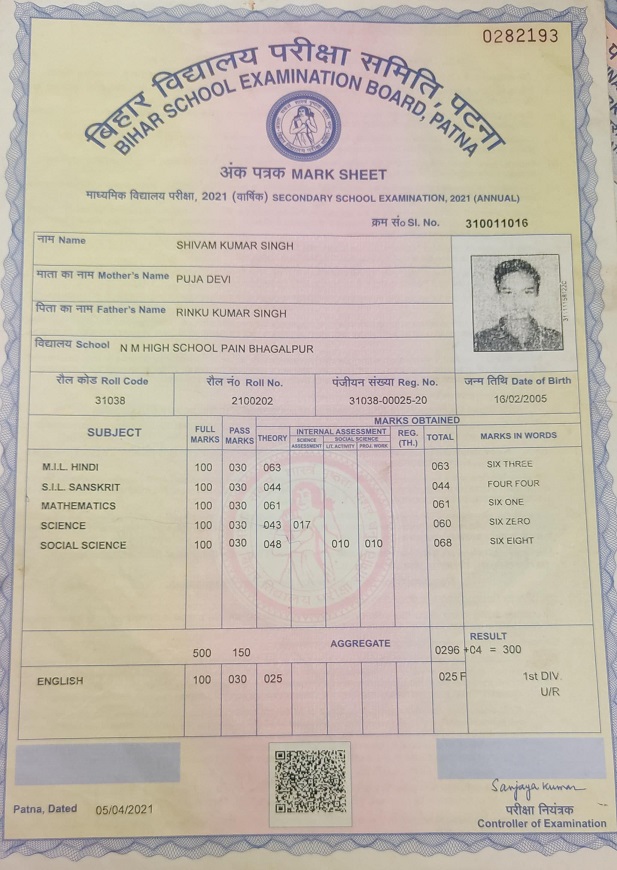 0282193
बिहार विद्यालय परीक्षा समिति, पटना
BIHAR SCHOOL EXAMINATION BOARD, PATNA
अंक पत्रक MARK SHEET
माध्यमिक विद्यालय परीक्षा, 2021 (वार्षिक) SECONDARY SCHOOL EXAMINATION, 2021 (ANNUAL)
क्रम सं० Sl. No. 310011016
नाम Name SHIVAM KUMAR SINGH
माता का नाम Mother's Name PUJA DEVI
पिता का नाम Father's Name RINKU KUMAR SINGH
विद्यालय School N M HIGH SCHOOL PAIN BHAGALPUR
रौल कोड Roll Code रौल नं० Roll No. पंजीयन संख्या Reg. No. जन्म तिथि Date of Birth
31038 2100202 31038-00025-20 16/02/2005
SUBJECT FULL MARKS PASS MARKS MARKS OBTAINED
THEORY INTERNAL ASSESSMENT REG. (TH.) TOTAL MARKS IN WORDS
SCIENCE ASSESSMENT SOCIAL SCIENCE
LIT. ACTIVITY PROJ. WORK
M.I.L. HINDI 100 030 063 063 SIX THREE
S.I.L. SANSKRIT 100 030 044 044 FOUR FOUR
MATHEMATICS 100 030 061 061 SIX ONE
SCIENCE 100 030 043 017 060 SIX ZERO
SOCIAL SCIENCE 100 030 048 010 010 068 SIX EIGHT
AGGREGATE RESULT
500 150 0296 +04 = 300
ENGLISH 100 030 025 025 F 1st DIV.
U/R
Sanjaya Kumar
Patna, Dated 05/04/2021 परीक्षा नियंत्रक
Controller of Examination